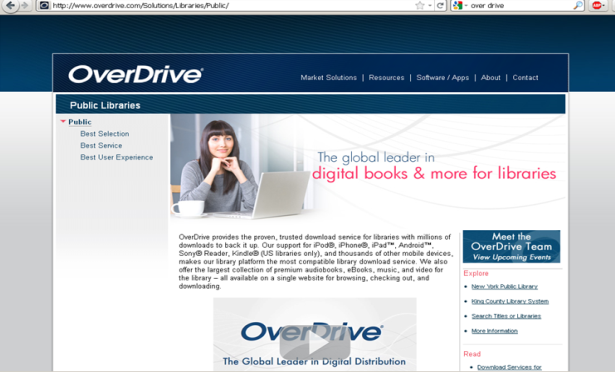 http://www.overdrive.com/Solutions/Libraries/Public/
over drive
ABP
OverDrive®
Market Solutions | Resources | Software / Apps | About | Contact
Public Libraries
Public
Best Selection
Best Service
Best User Experience
The global leader in
digital books & more for libraries
OverDrive provides the proven, trusted download service for libraries with millions of
downloads to back it up. Our support for iPod®, iPhone®, iPad™, Android™,
Sony® Reader, Kindle® (US libraries only), and thousands of other mobile devices,
makes our library platform the most compatible library download service. We also
offer the largest collection of premium audiobooks, eBooks, music, and video for
the library – all available on a single website for browsing, checking out, and
downloading.
OverDrive®
The Global Leader in Digital Distribution
Meet the
OverDrive Team
View Upcoming Events
Explore
New York Public Library
King County Library System
Search Titles or Libraries
More Information
Read
Download Services for